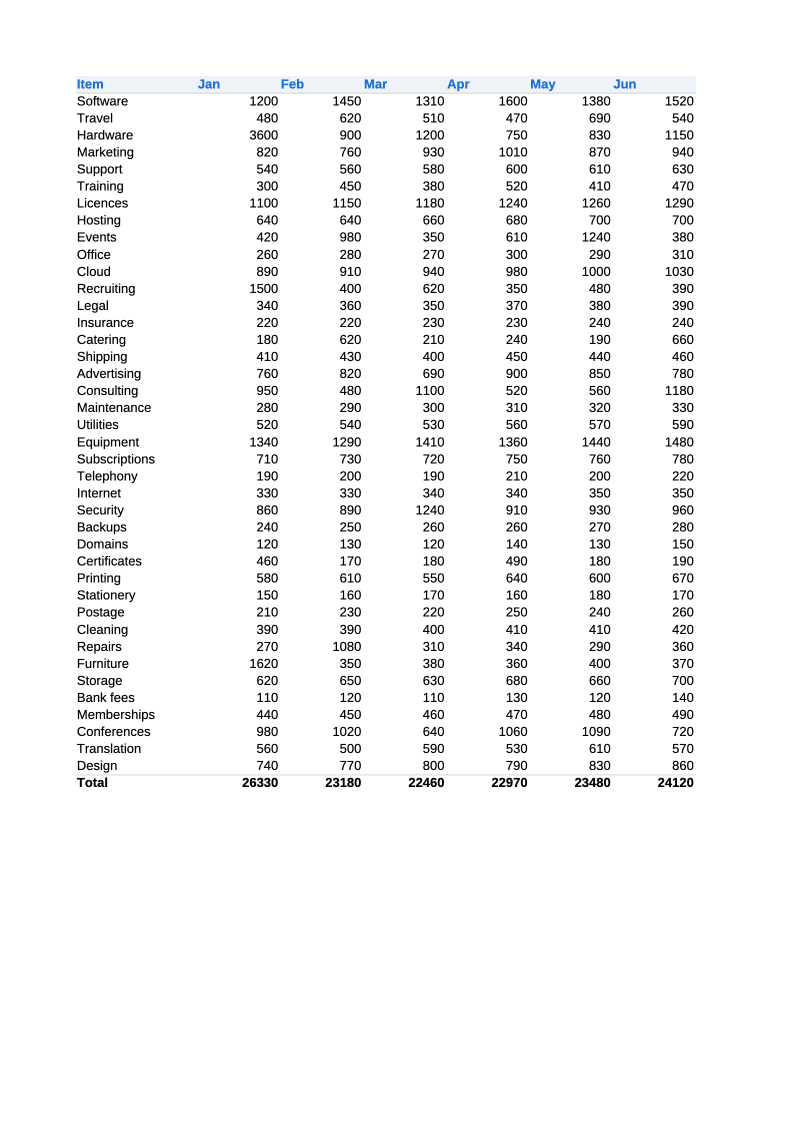 Item Jan Feb Mar Apr May Jun
Software 1200 1450 1310 1600 1380 1520
Travel 480 620 510 470 690 540
Hardware 3600 900 1200 750 830 1150
Marketing 820 760 930 1010 870 940
Support 540 560 580 600 610 630
Training 300 450 380 520 410 470
Licences 1100 1150 1180 1240 1260 1290
Hosting 640 640 660 680 700 700
Events 420 980 350 610 1240 380
Office 260 280 270 300 290 310
Cloud 890 910 940 980 1000 1030
Recruiting 1500 400 620 350 480 390
Legal 340 360 350 370 380 390
Insurance 220 220 230 230 240 240
Catering 180 620 210 240 190 660
Shipping 410 430 400 450 440 460
Advertising 760 820 690 900 850 780
Consulting 950 480 1100 520 560 1180
Maintenance 280 290 300 310 320 330
Utilities 520 540 530 560 570 590
Equipment 1340 1290 1410 1360 1440 1480
Subscriptions 710 730 720 750 760 780
Telephony 190 200 190 210 200 220
Internet 330 330 340 340 350 350
Security 860 890 1240 910 930 960
Backups 240 250 260 260 270 280
Domains 120 130 120 140 130 150
Certificates 460 170 180 490 180 190
Printing 580 610 550 640 600 670
Stationery 150 160 170 160 180 170
Postage 210 230 220 250 240 260
Cleaning 390 390 400 410 410 420
Repairs 270 1080 310 340 290 360
Furniture 1620 350 380 360 400 370
Storage 620 650 630 680 660 700
Bank fees 110 120 110 130 120 140
Memberships 440 450 460 470 480 490
Conferences 980 1020 640 1060 1090 720
Translation 560 500 590 530 610 570
Design 740 770 800 790 830 860
Total 26330 23180 22460 22970 23480 24120